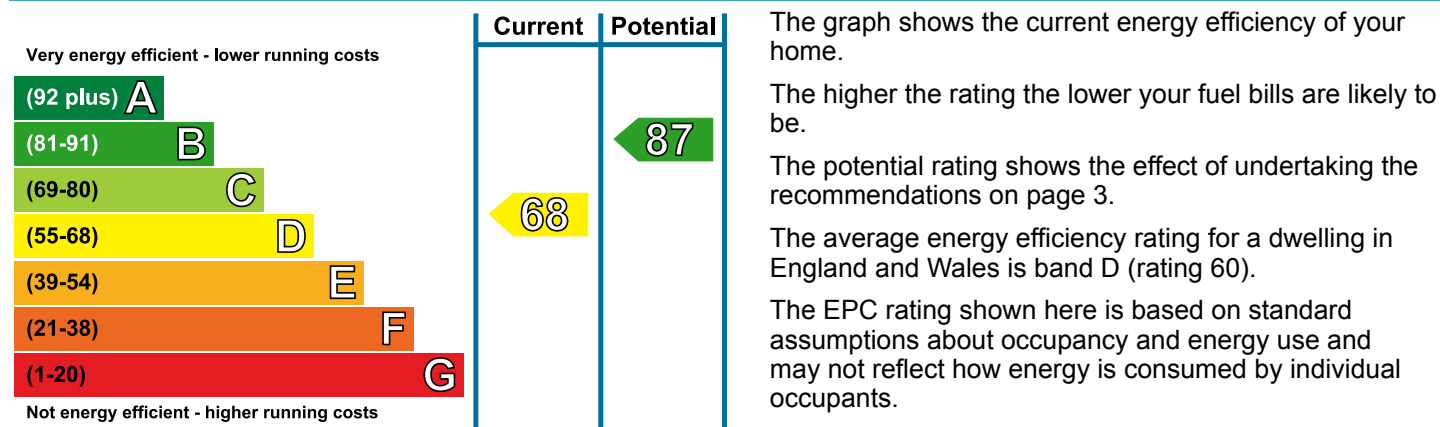 Current Potential
Very energy efficient - lower running costs
(92 plus) A
(81-91) B
87
(69-80) C
68
(55-68) D
(39-54) E
(21-38) F
(1-20) G
Not energy efficient - higher running costs
The graph shows the current energy efficiency of your
home.
The higher the rating the lower your fuel bills are likely to
be.
The potential rating shows the effect of undertaking the
recommendations on page 3.
The average energy efficiency rating for a dwelling in
England and Wales is band D (rating 60).
The EPC rating shown here is based on standard
assumptions about occupancy and energy use and
may not reflect how energy is consumed by individual
occupants.